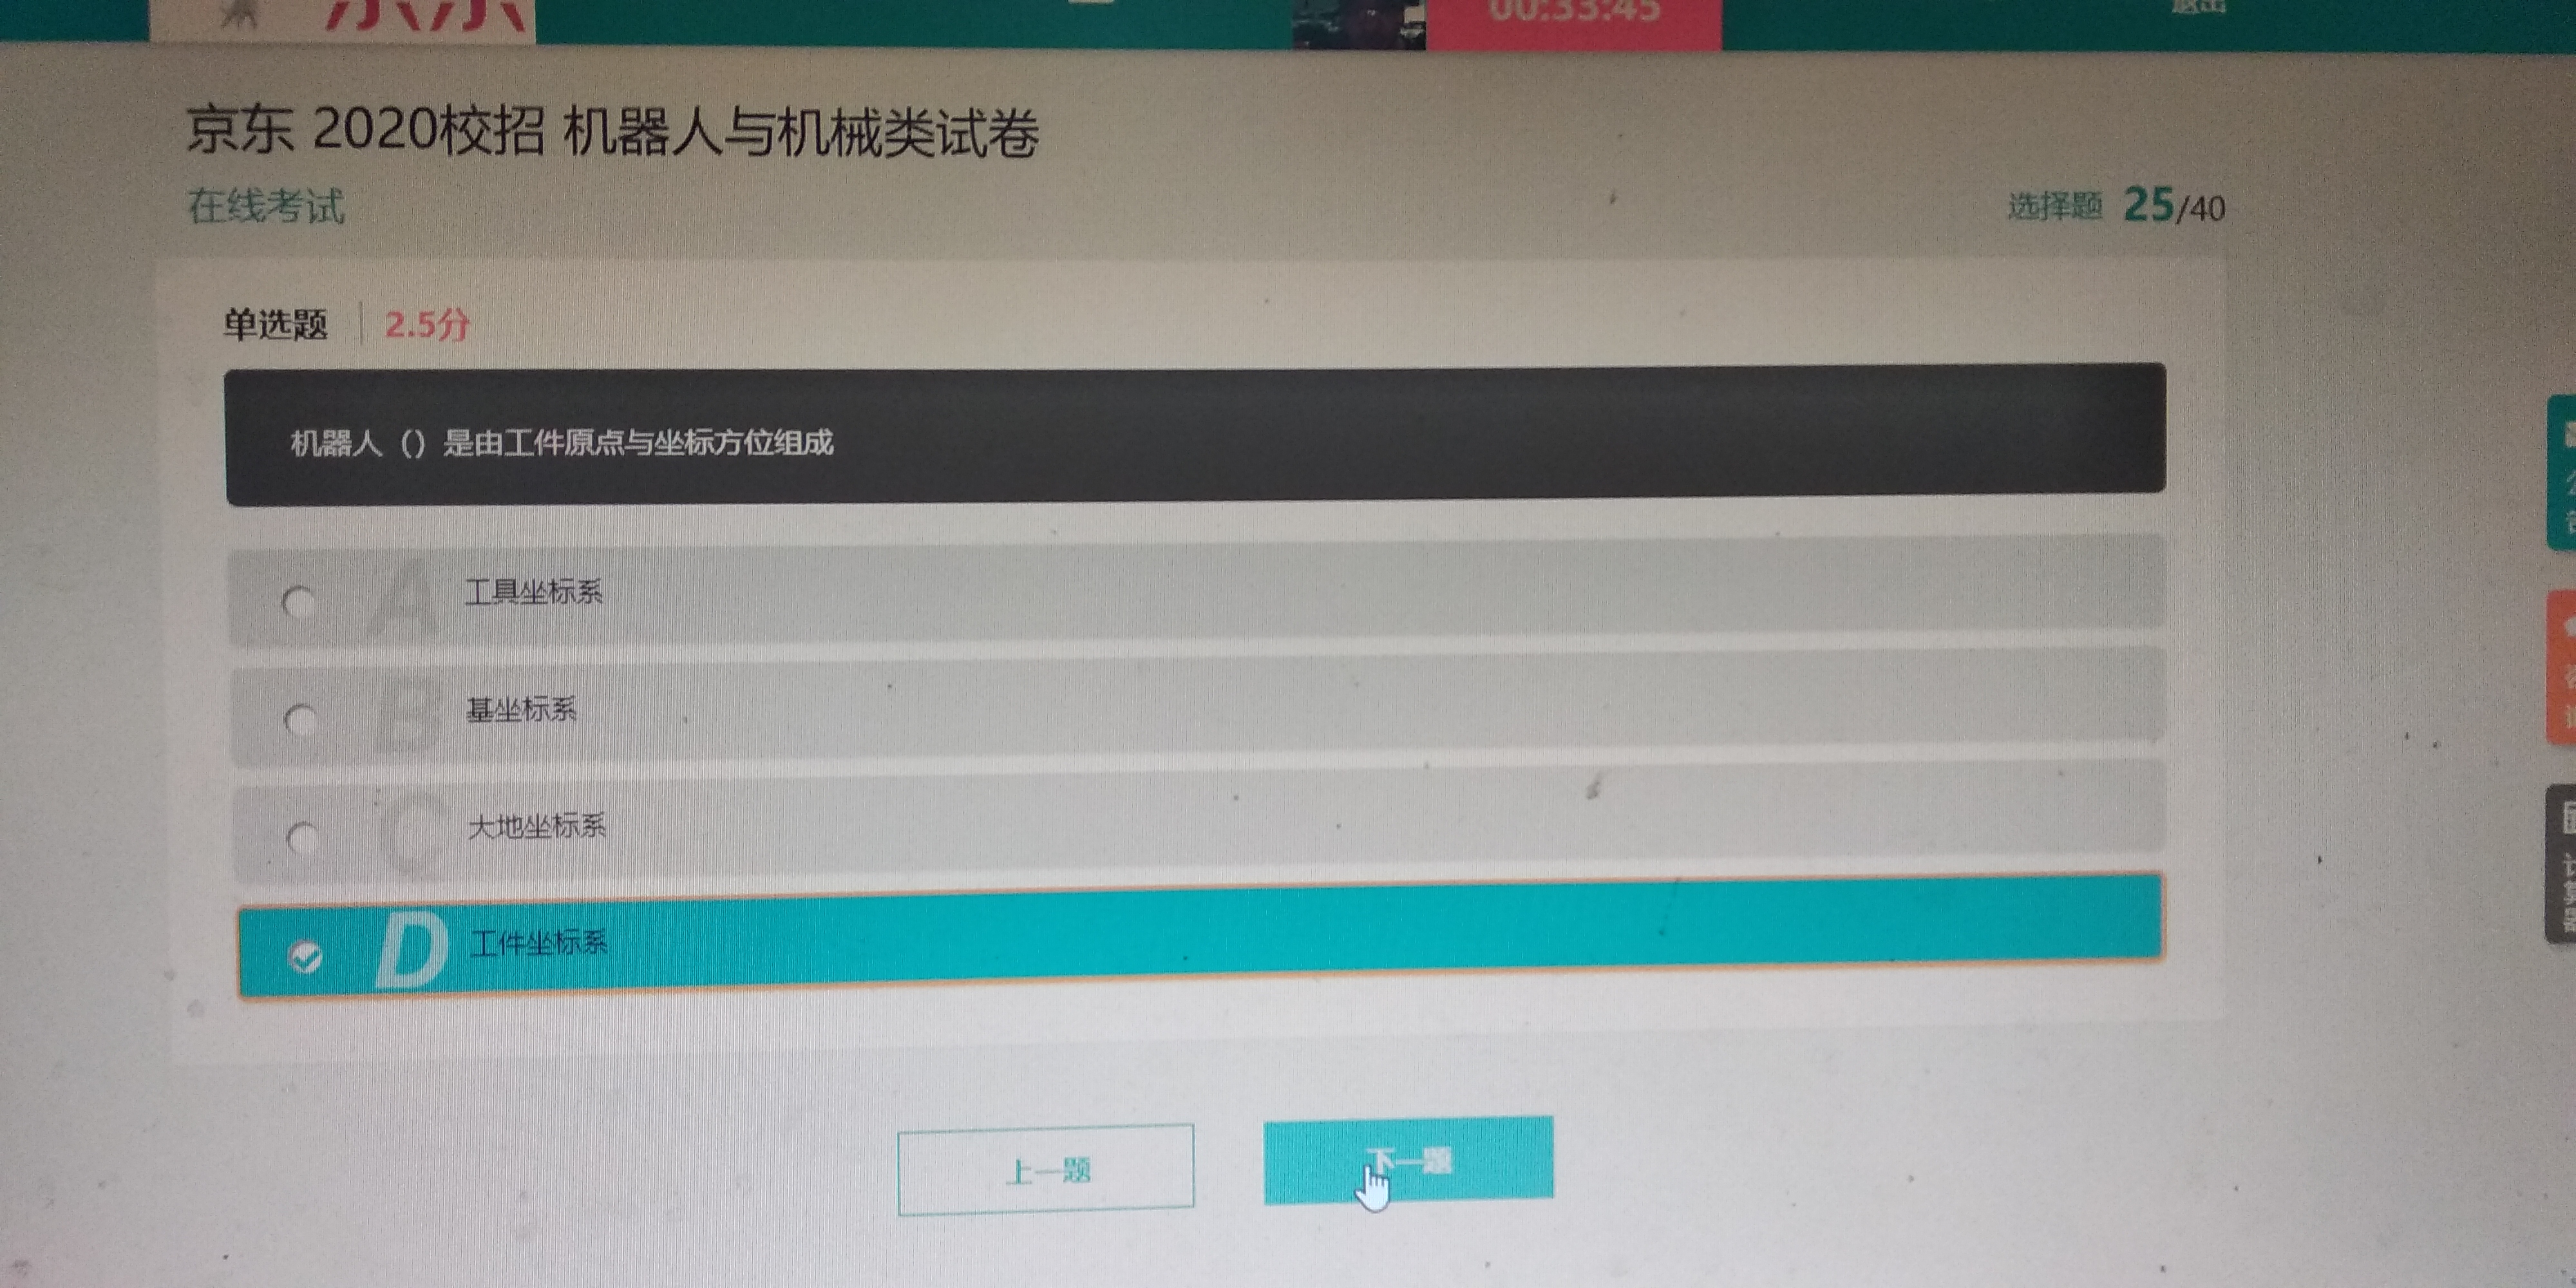 京东
00:33:45
退出
京东 2020校招 机器人与机械类试卷
在线考试
选择题 25/40
单选题 2.5分
机器人（）是由工件原点与坐标方位组成
A 工具坐标系
B 基坐标系
C 大地坐标系
D 工件坐标系
上一题
下一题
计算器